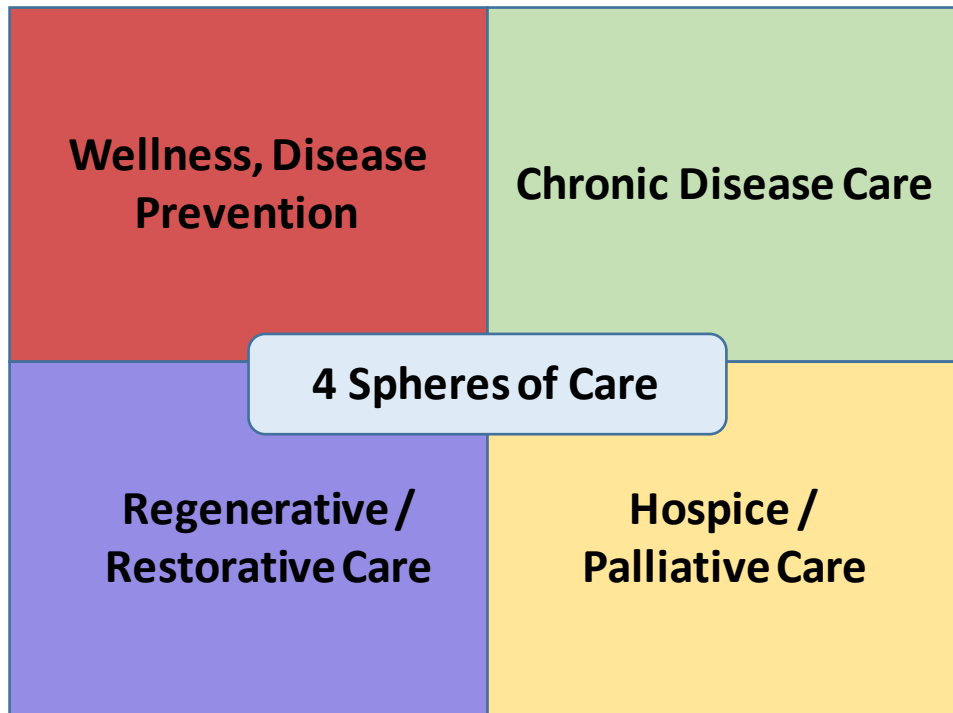 Wellness, Disease
Prevention
Chronic Disease Care
4 Spheres of Care
Regenerative /
Restorative Care
Hospice /
Palliative Care